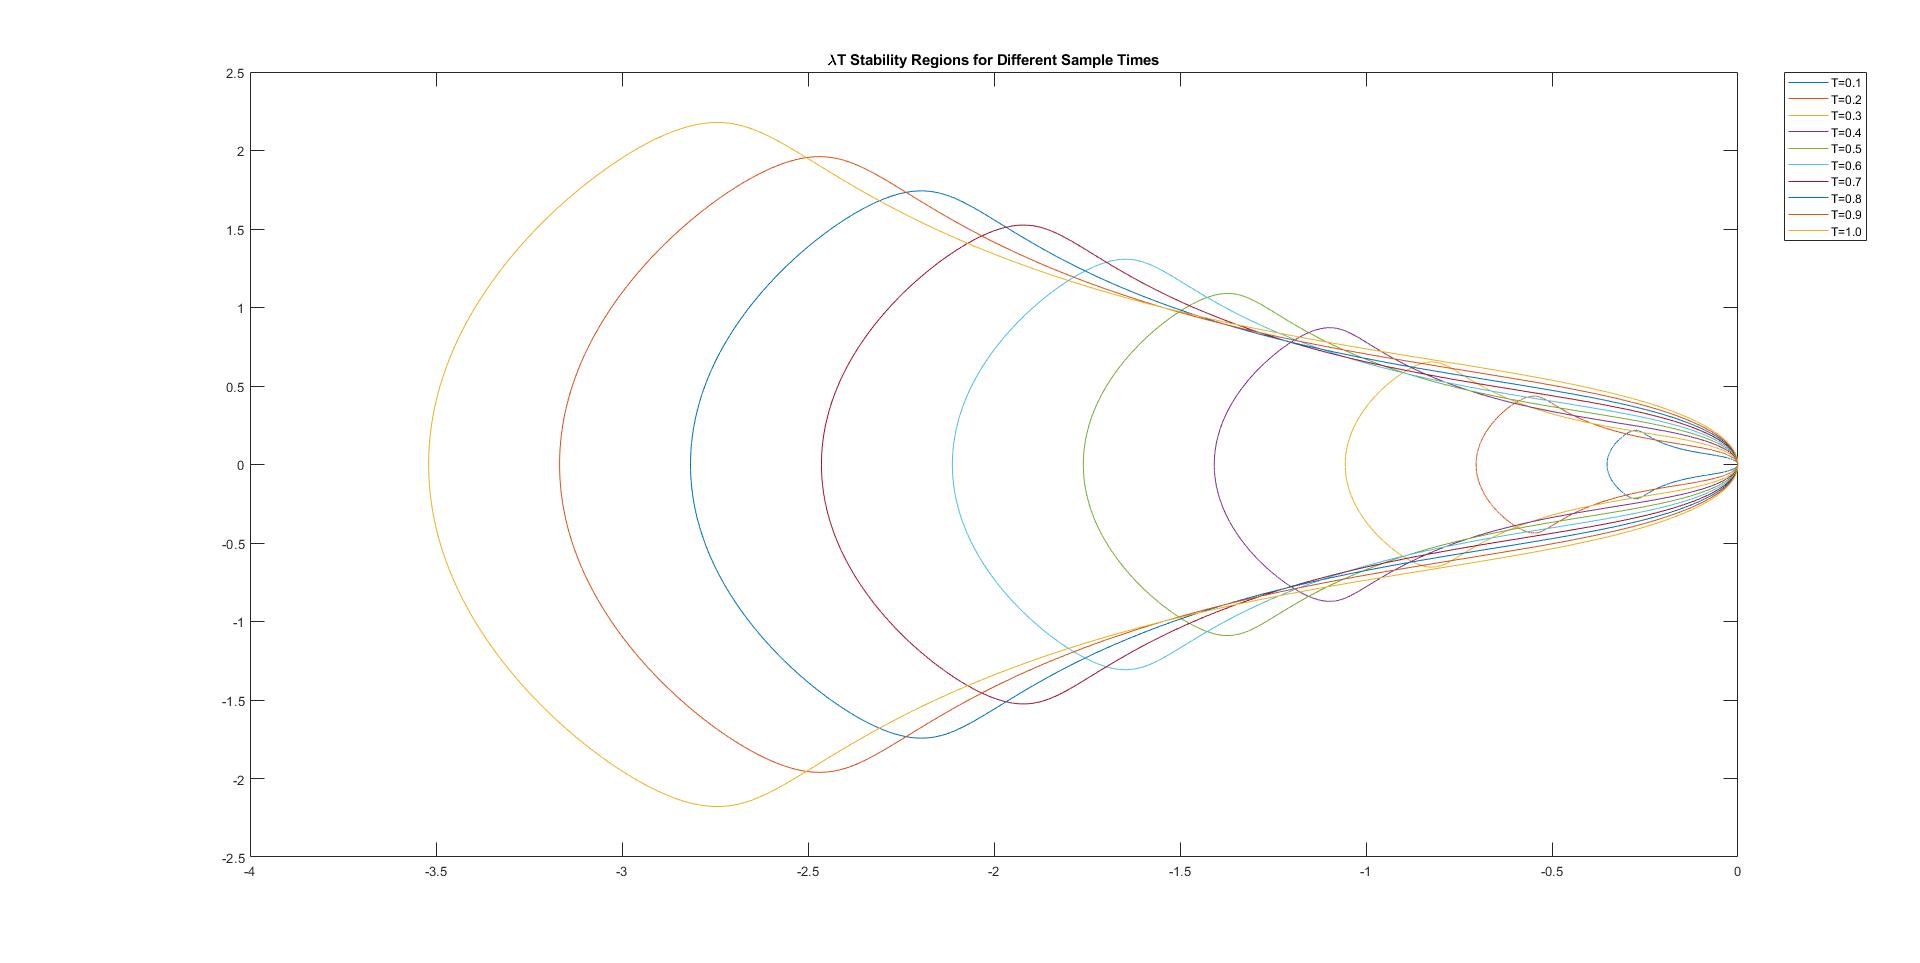 λT Stability Regions for Different Sample Times
2.5
2
1.5
1
0.5
0
-0.5
-1
-1.5
-2
-2.5
-4
-3.5
-3
-2.5
-2
-1.5
-1
-0.5
0
T=0.1
T=0.2
T=0.3
T=0.4
T=0.5
T=0.6
T=0.7
T=0.8
T=0.9
T=1.0